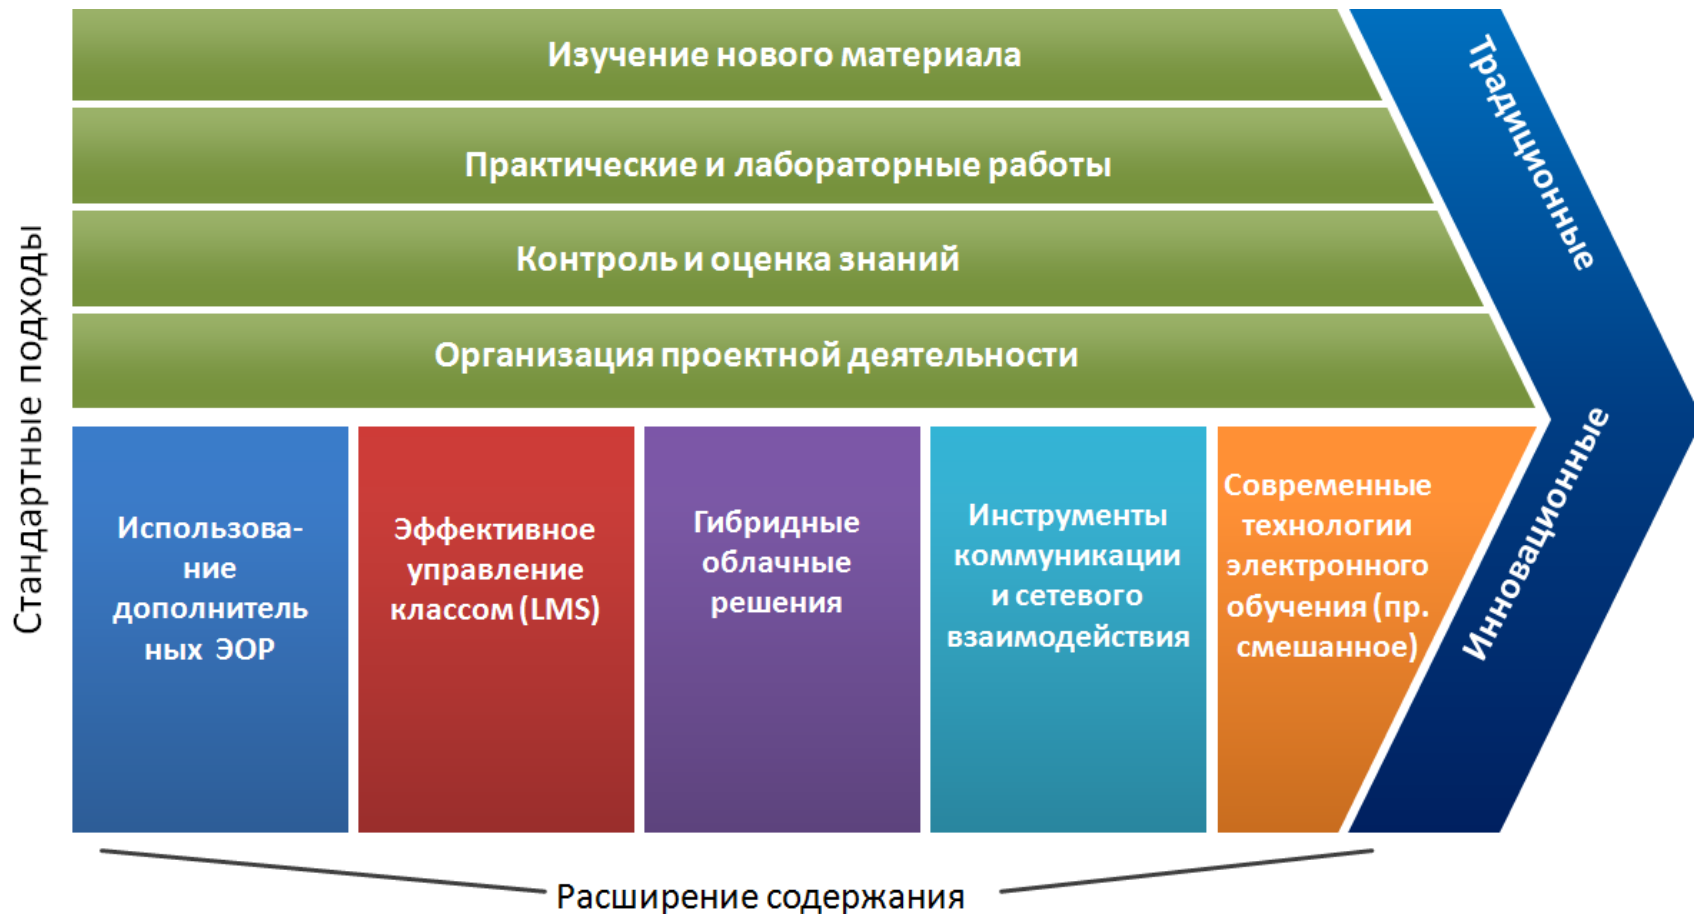 Изучение нового материала
Практические и лабораторные работы
Контроль и оценка знаний
Организация проектной деятельности
Стандартные подходы
Традиционные
Инновационные
Использова-
ние
дополнитель
ных ЭОР
Эффективное
управление
классом (LMS)
Гибридные
облачные
решения
Инструменты
коммуникации
и сетевого
взаимодействия
Современные
технологии
электронного
обучения (пр.
смешанное)
Расширение содержания